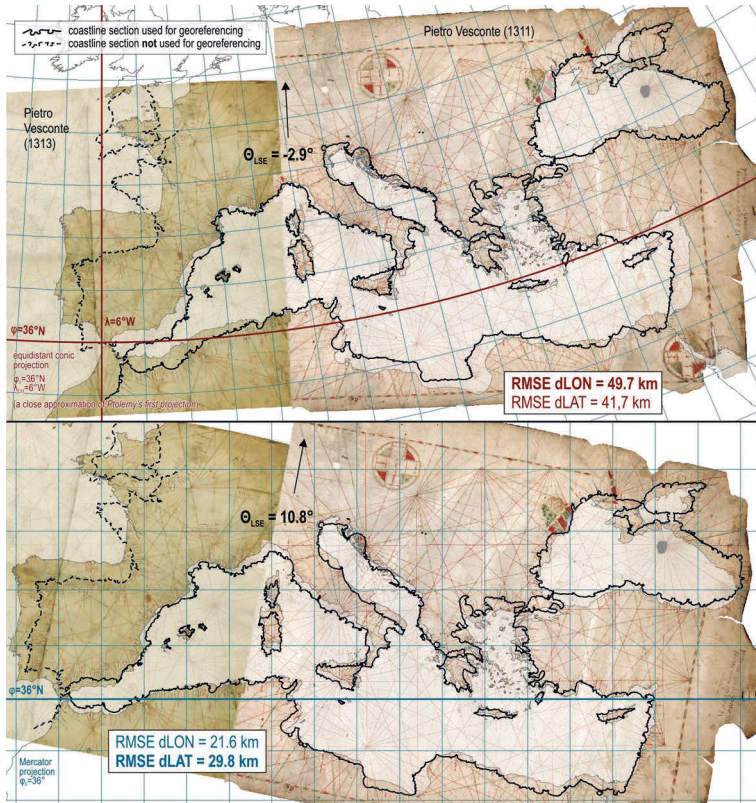 coastline section used for georeferencing
coastline section not used for georeferencing
Pietro Vesconte (1311)
Pietro
Vesconte
(1313)
ΘLSE = -2.9°
φ=36°N
λ=6°W
equidistant conic
projection
φ
=36°N
λ
=6°W
(a close approximation of Ptolemy's first projection)
RMSE dLON = 49.7 km
RMSE dLAT = 41,7 km
ΘLSE = 10.8°
φ=36°N
RMSE dLON = 21.6 km
RMSE dLAT = 29.8 km
Mercator
projection
φ
=36°